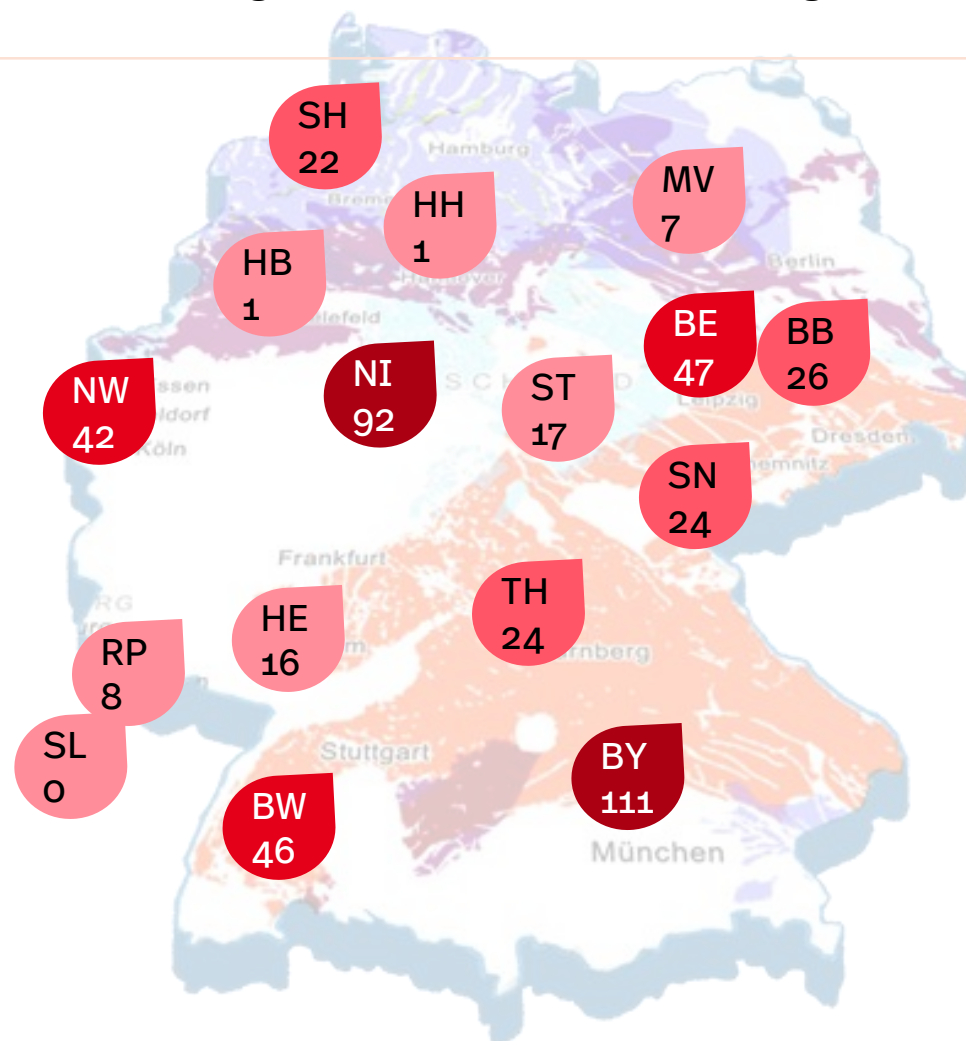 SH
22
Hamburg
MV
7
HH
1
HB
1
Berlin
BE
47
BB
26
NI
92
NW
42
ST
17
Leipzig
Dresden
Köln
SN
24
Frankfurt
TH
24
HE
16
RP
8
SL
0
Stuttgart
BY
111
BW
46
München